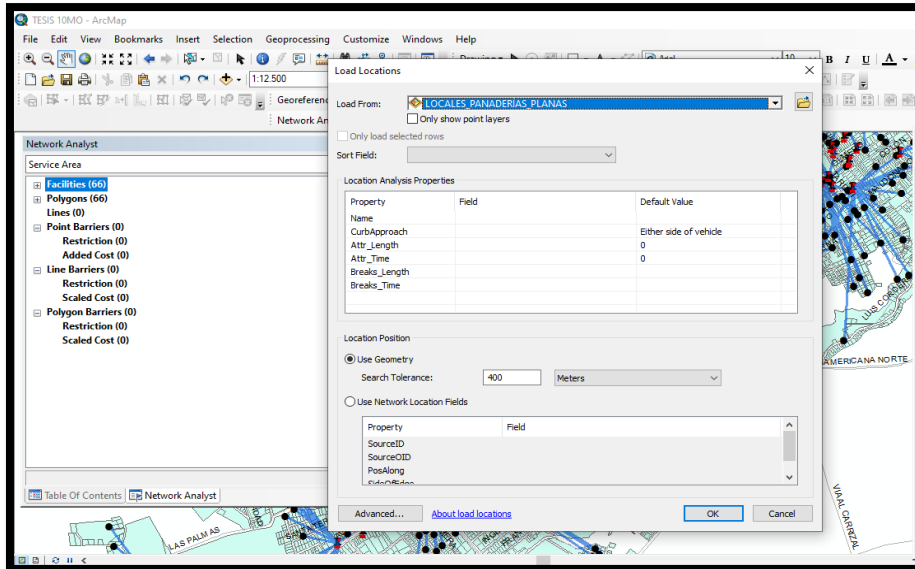 TESIS 10MO - ArcMap
File Edit View Bookmarks Insert Selection Geoprocessing Customize Windows Help
1:12.500
10
B I U A
Georeferenc
Network An
Network Analyst
Service Area
Facilities (66)
Polygons (66)
Lines (0)
Point Barriers (0)
Restriction (0)
Added Cost (0)
Line Barriers (0)
Restriction (0)
Scaled Cost (0)
Polygon Barriers (0)
Restriction (0)
Scaled Cost (0)
Table Of Contents Network Analyst
Load Locations
Load From: LOCALES_PANADERÍAS_PLANAS
Only show point layers
Only load selected rows
Sort Field:
Location Analysis Properties
Property Field Default Value
Name
CurbApproach Either side of vehicle
Attr_Length 0
Attr_Time 0
Breaks_Length
Breaks_Time
Location Position
Use Geometry
Search Tolerance: 400 Meters
Use Network Location Fields
Property Field
SourceID
SourceOID
PosAlong
SideOfEdge
Advanced... About load locations OK Cancel
AMERICANA NORTE
VIAAL CARRIZAL
LAS PALMAS